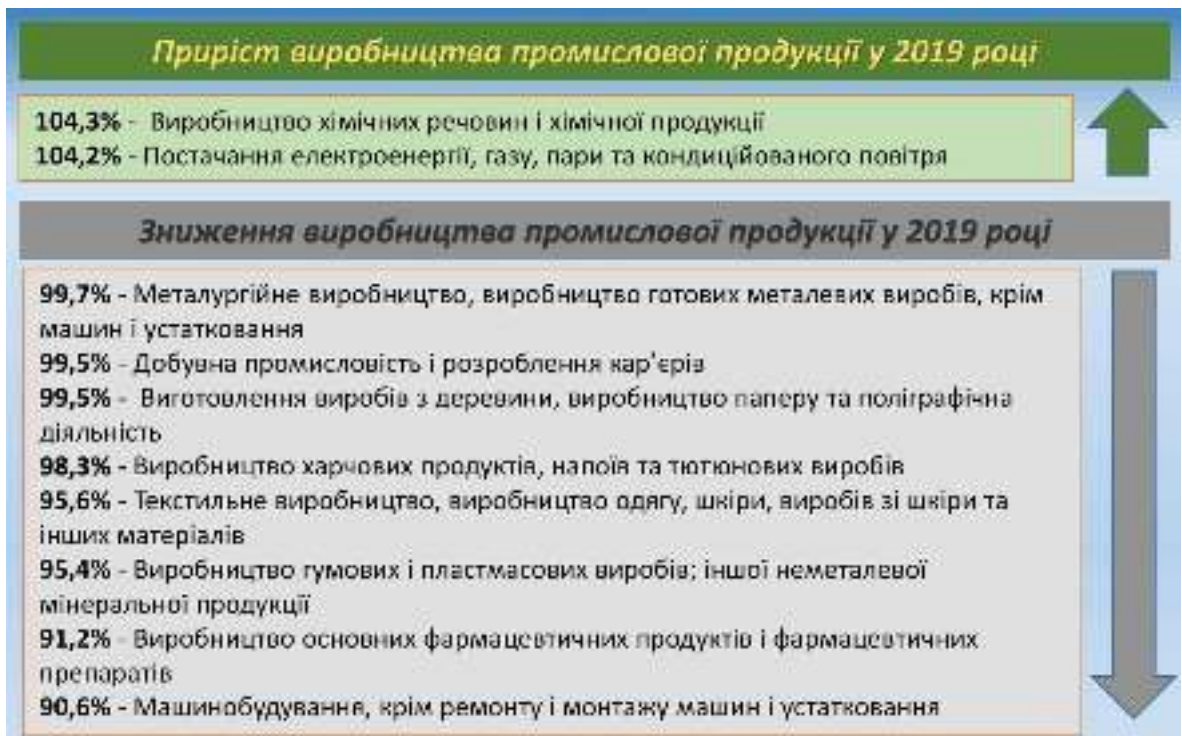 Приріст виробництва промислової продукції у 2019 році
104,3% - Виробництво хімічних речовин і хімічної продукції
104,2% - Постачання електроенергії, газу, пари та кондиційованого повітря
Зниження виробництва промислової продукції у 2019 році
99,7% - Металургійне виробництво, виробництво готових металевих виробів, крім
машин і устатковання
99,5% - Добувна промисловість і розроблення кар'єрів
99,5% - Виготовлення виробів з деревини, виробництво паперу та поліграфічна
діяльність
98,3% - Виробництво харчових продуктів, напоїв та тютюнових виробів
95,6% - Текстильне виробництво, виробництво одягу, шкіри, виробів зі шкіри та
інших матеріалів
95,4% - Виробництво гумових і пластмасових виробів; іншої неметалевої
мінеральної продукції
91,2% - Виробництво основних фармацевтичних продуктів і фармацевтичних
препаратів
90,6% - Машинобудування, крім ремонту і монтажу машин і устатковання